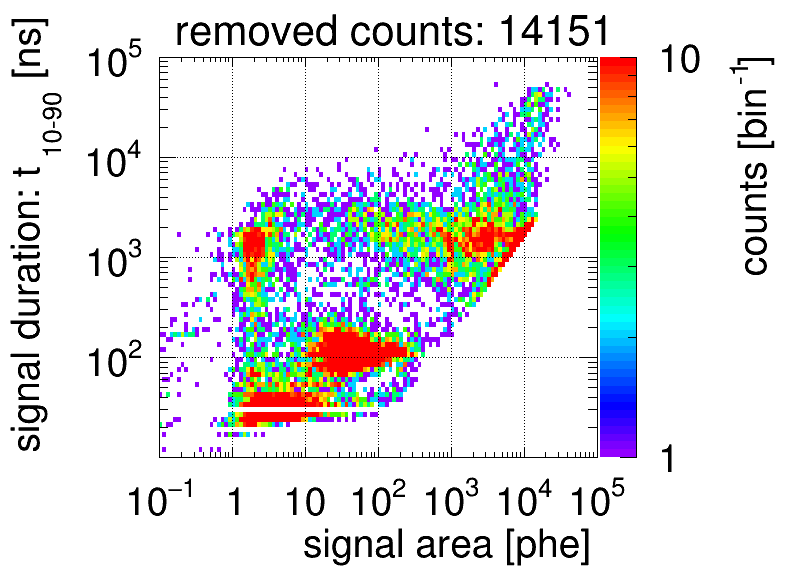 removed counts: 14151
signal duration: t 10-90 [ns]
10^5
10^4
10^3
10^2
10^−1 1 10 10^2 10^3 10^4 10^5
signal area [phe]
10
1
counts [bin^-1]